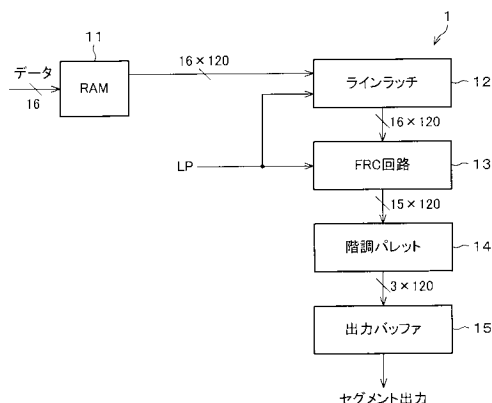 1
11
データ
16
RAM
16×120
ラインラッチ
12
16×120
LP
FRC回路
13
15×120
階調パレット
14
3×120
出力バッファ
15
セグメント出力